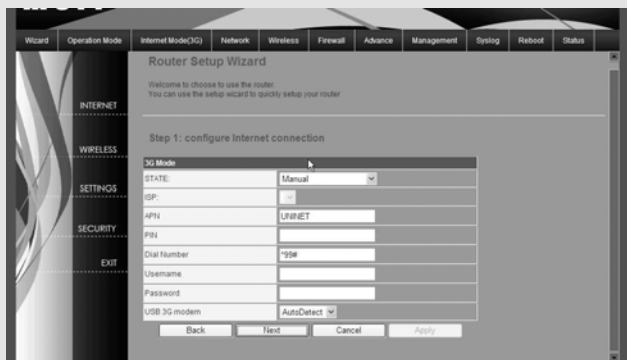 Wizard Operation Mode Internet Mode(3G) Network Wireless Firewall Advance Management Syslog Reboot Status
Router Setup Wizard
Welcome to choose to use the router.
You can use the setup wizard to quickly setup your router
INTERNET
WIRELESS
SETTINGS
SECURITY
EXIT
Step 1: configure Internet connection
3G Mode
STATE: Manual
ISP:
APN UNINET
PIN
Dial Number *99#
Username
Password
USB 3G modem AutoDetect
Back Next Cancel Apply